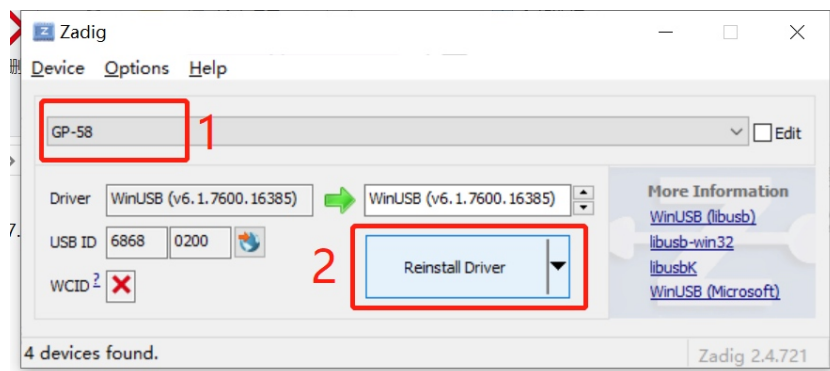 Zadig
删
Device Options Help
GP-58
1
Edit
Driver WinUSB (v6.1.7600.16385) WinUSB (v6.1.7600.16385)
More Information
WinUSB (libusb)
7.
USB ID 6868 0200
2
Reinstall Driver
libusb-win32
WCID ?
libusbK
WinUSB (Microsoft)
4 devices found.
Zadig 2.4.721